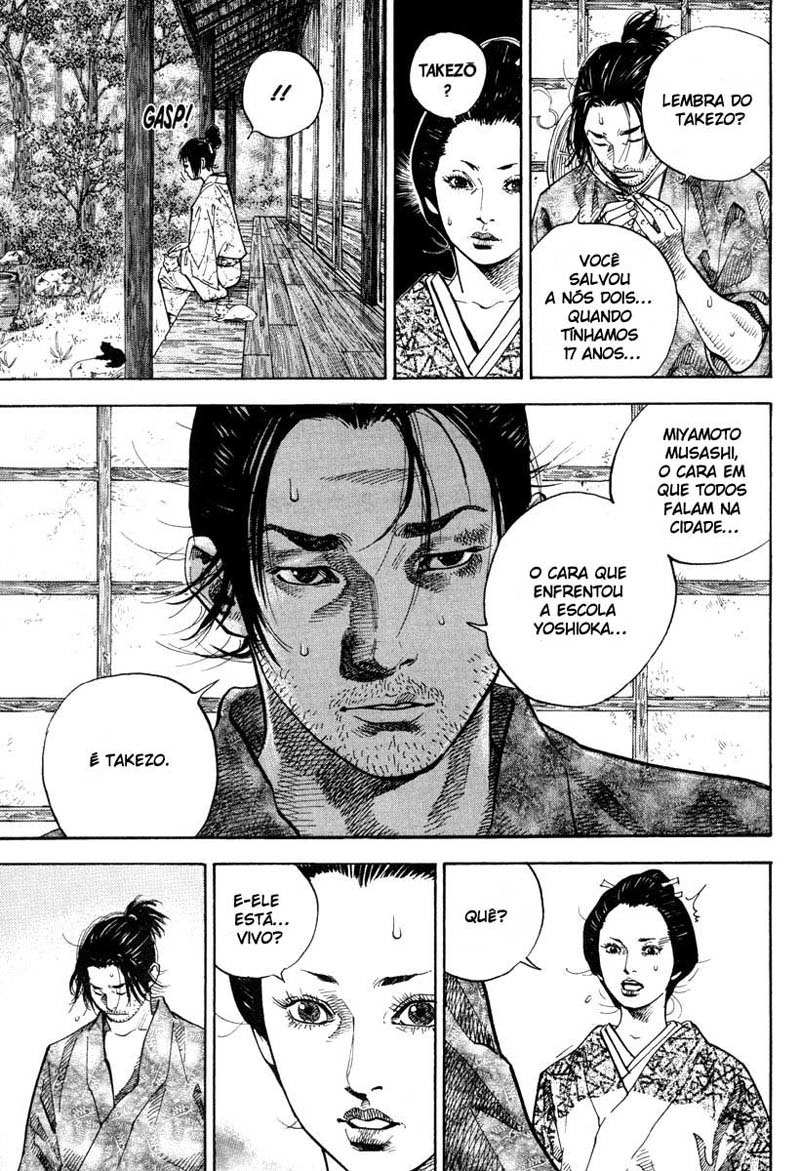 LEMBRA DO
TAKEZO?
VOCÊ
SALVOU
A NÓS DOIS...
QUANDO
TÍNHAMOS
17 ANOS...
TAKEZŌ
?
!!
GASP!
MIYAMOTO
MUSASHI,
O CARA EM
QUE TODOS
FALAM NA
CIDADE...
O CARA QUE
ENFRENTOU
A ESCOLA
YOSHIOKA...
É TAKEZO.
QUÊ?
E-ELE
ESTÁ...
VIVO?